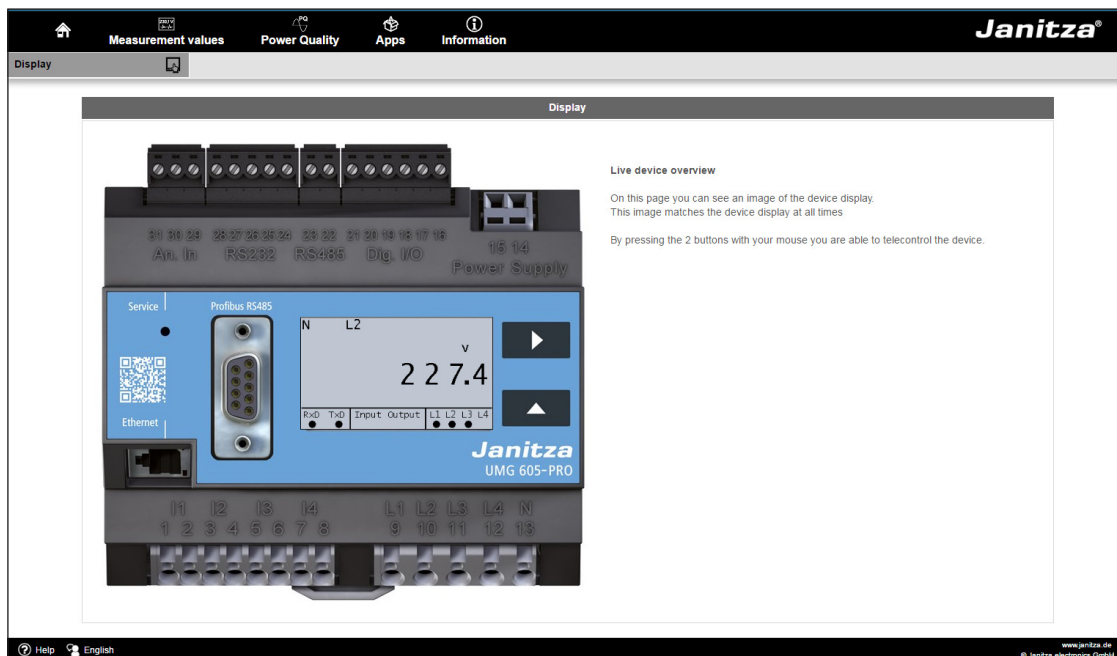 Measurement values
Power Quality
Apps
Information
Janitza®
Display
Display
Live device overview
On this page you can see an image of the device display.
This image matches the device display at all times
By pressing the 2 buttons with your mouse you are able to telecontrol the device.
31 30 29 28 27 26 25 24 23 22 21 20 19 18 17 16
An. In RS232 RS485 Dig. I/O
15 14
Power Supply
Service
Profibus RS485
N L2
V
227.4
RxD TxD Input Output L1 L2 L3 L4
Ethernet
Janitza
UMG 605-PRO
I1 I2 I3 I4 L1 L2 L3 L4 N
1 2 3 4 5 6 7 8 9 10 11 12 13
Help English
www.janitza.de
© Janitza electronics GmbH